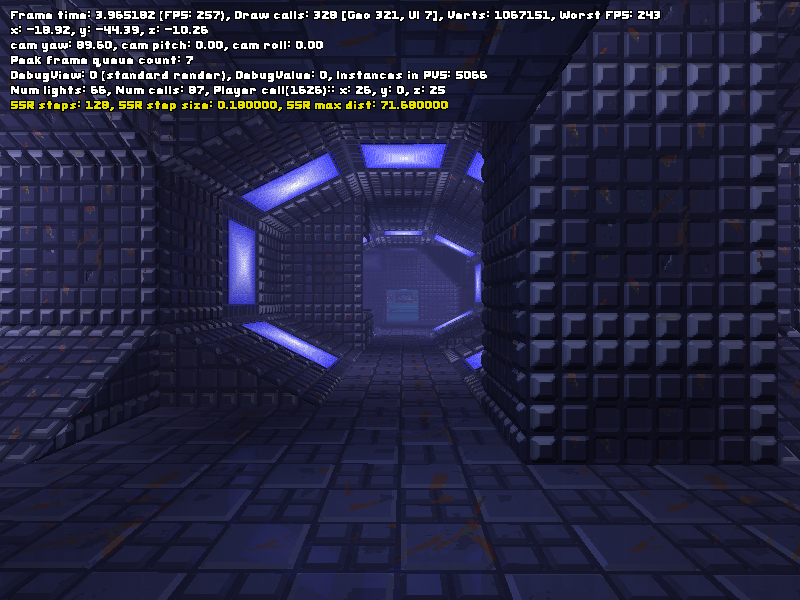 Frame time: 3.965182 (FPS: 257), Draw calls: 328 [Geo 321, UI 7], Verts: 1067151, Worst FPS: 243
x: -18.92, y: -44.39, z: -10.26
cam yaw: 89.60, cam pitch: 0.00, cam roll: 0.00
Peak frame queue count: 7
DebugView: 0 (standard render), DebugValue: 0, Instances in PVS: 5066
Num lights: 66, Num cells: 87, Player cell(1626):: x: 26, y: 0, z: 25
SSR steps: 128, SSR step size: 0.180000, SSR max dist: 71.680000